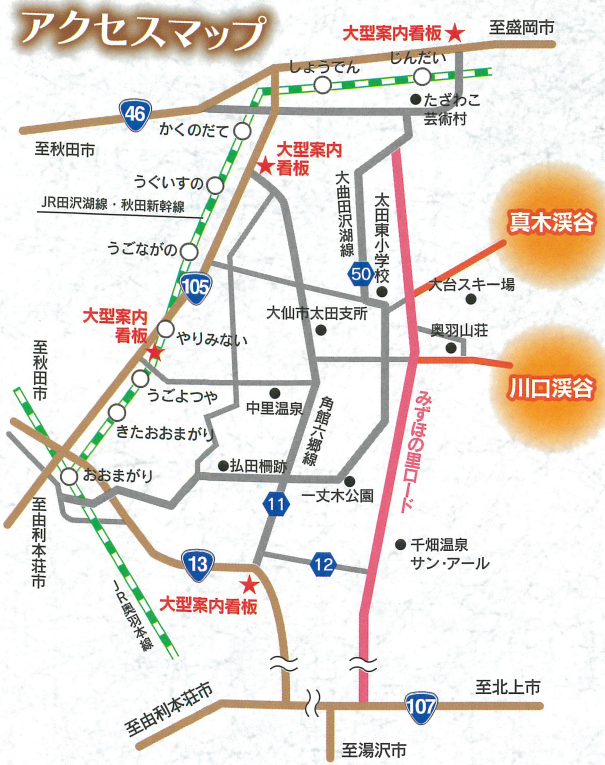 アクセスマップ
大型案内看板
至盛岡市
じんだい
しょうでん
たざわこ
芸術村
46
かくのだて
至秋田市
大型案内
看板
うぐいすの
大曲田沢湖線
太田東小学校
真木渓谷
JR田沢湖線・秋田新幹線
うごながの
50
105
大台スキー場
大型案内
看板
やりみない
大仙市太田支所
奥羽山荘
至秋田市
うごよつや
川口渓谷
中里温泉
角館六郷線
みずほの里ロード
きたおおまがり
おおまがり
払田柵跡
一丈木公園
至由利本荘市
11
13
12
千畑温泉
サン・アール
大型案内看板
JR奥羽本線
至由利本荘市
107
至北上市
至湯沢市